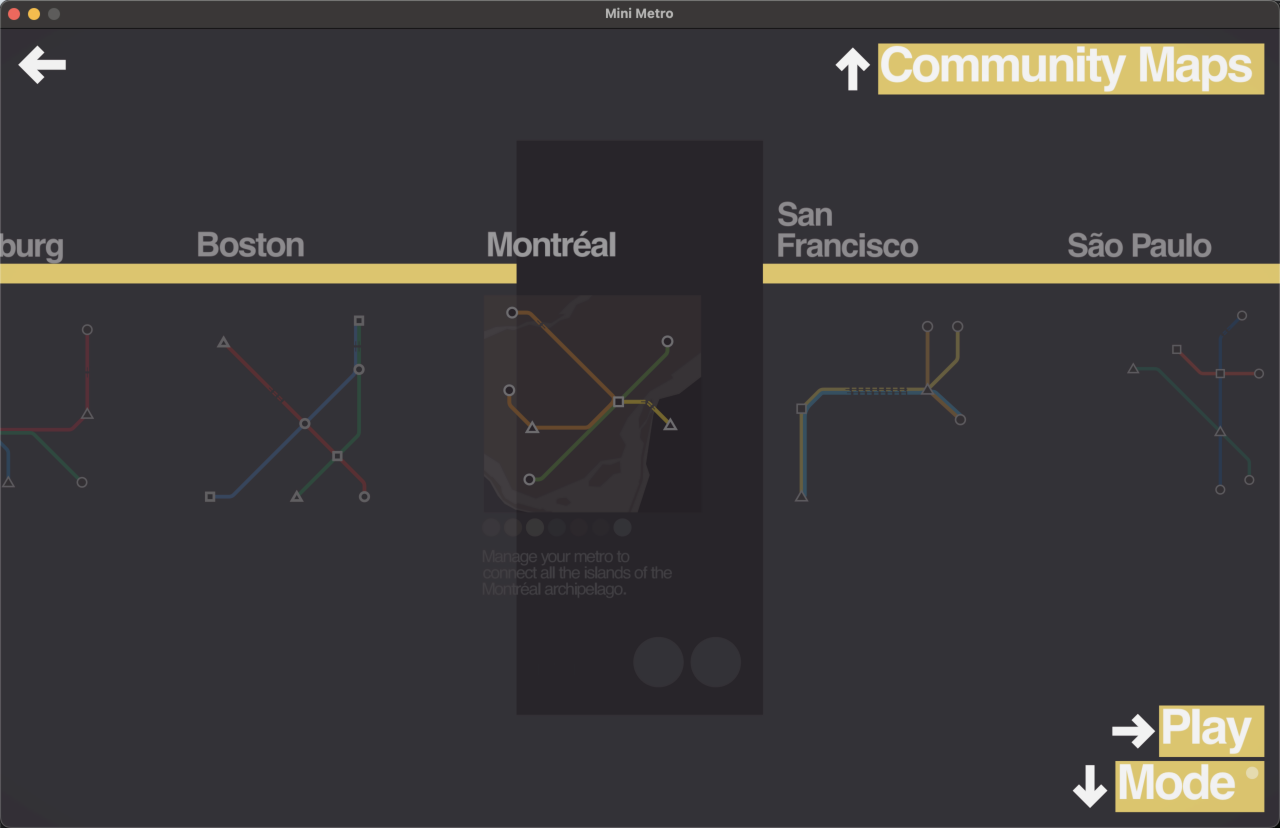 Mini Metro
Community Maps
burg
Boston
Montréal
San
Francisco
São Paulo
Manage your metro to
connect all the islands of the
Montréal archipelago.
Play
Mode